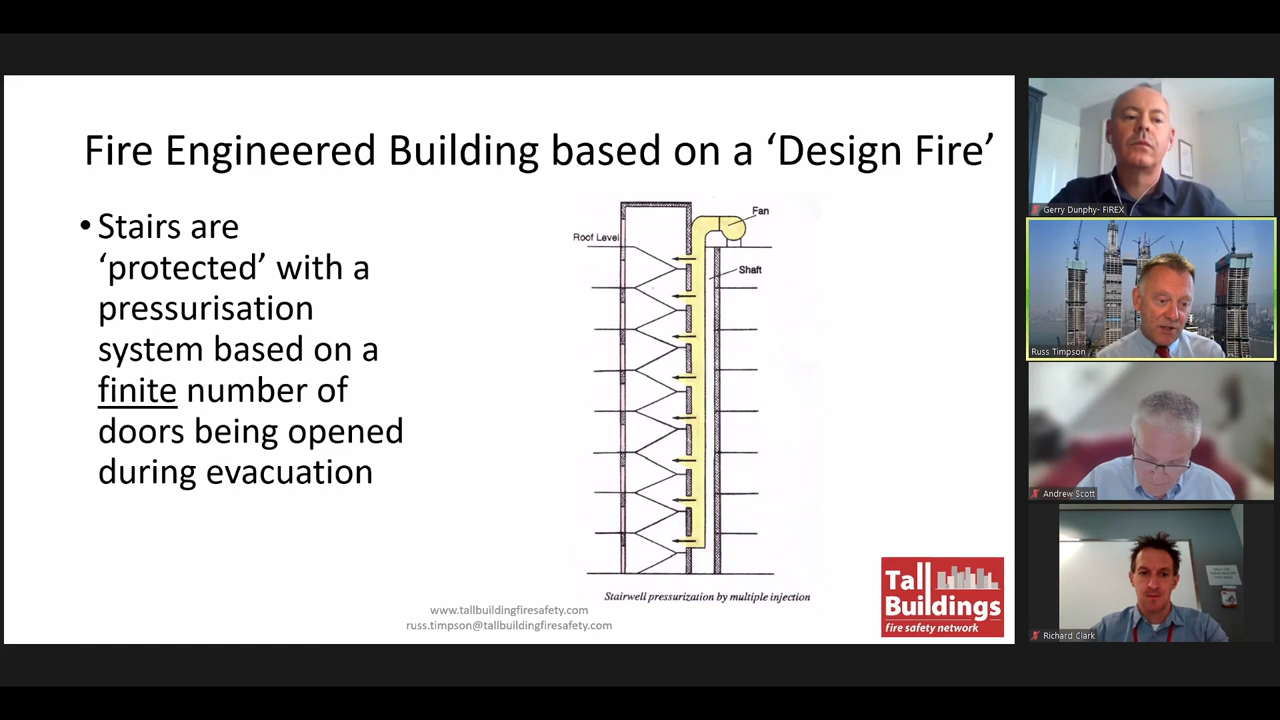 Fire Engineered Building based on a ‘Design Fire’
• Stairs are
‘protected’ with a
pressurisation
system based on a
finite number of
doors being opened
during evacuation
Fan
Roof Level
Shaft
Stairwell pressurization by multiple injection
www.tallbuildingfiresafety.com
russ.timpson@tallbuildingfiresafety.com
Tall
Buildings
fire safety network
Gerry Dunphy- FIREX
Russ Timpson
Andrew Scott
Richard Clark